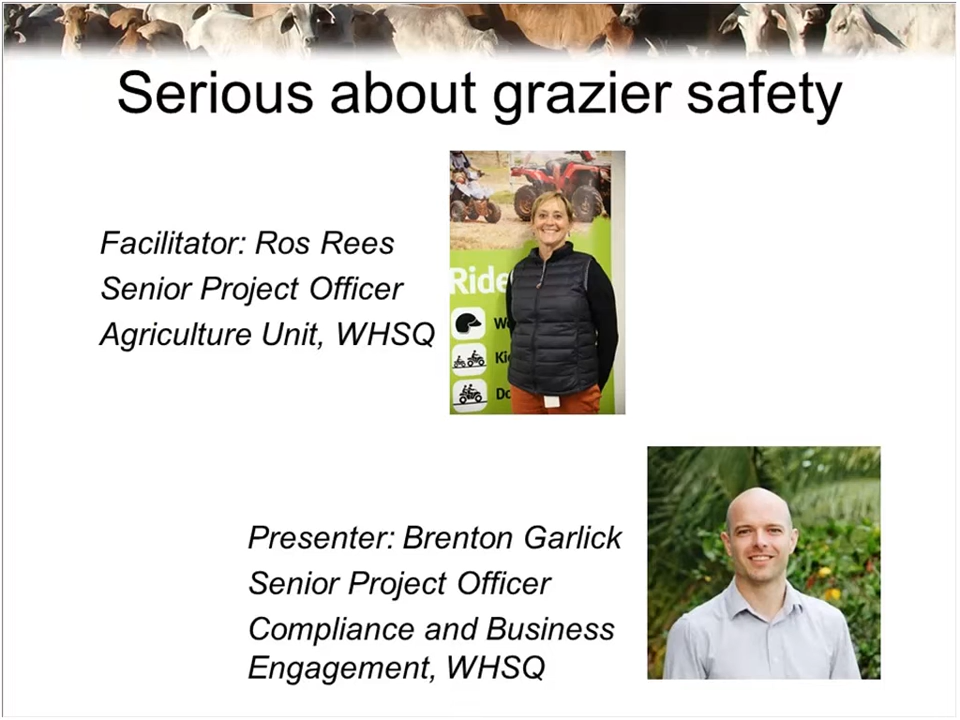 Serious about grazier safety
Facilitator: Ros Rees
Senior Project Officer
Agriculture Unit, WHSQ
Ride
Presenter: Brenton Garlick
Senior Project Officer
Compliance and Business
Engagement, WHSQ